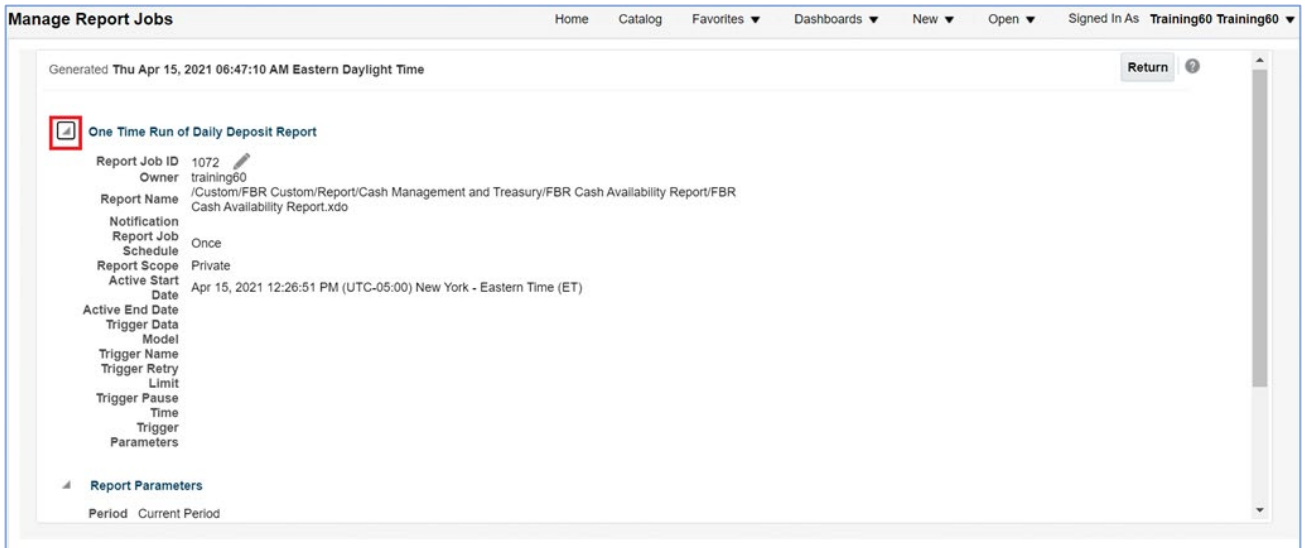 Manage Report Jobs
Home Catalog Favorites Dashboards New Open Signed In As Training60 Training60
Generated Thu Apr 15, 2021 06:47:10 AM Eastern Daylight Time
Return
One Time Run of Daily Deposit Report
Report Job ID 1072
Owner training60
Report Name /Custom/FBR Custom/Report/Cash Management and Treasury/FBR Cash Availability Report/FBR
Cash Availability Report.xdo
Notification
Report Job
Schedule Once
Report Scope Private
Active Start
Date Apr 15, 2021 12:26:51 PM (UTC-05:00) New York - Eastern Time (ET)
Active End Date
Trigger Data
Model
Trigger Name
Trigger Retry
Limit
Trigger Pause
Time
Trigger
Parameters
Report Parameters
Period Current Period